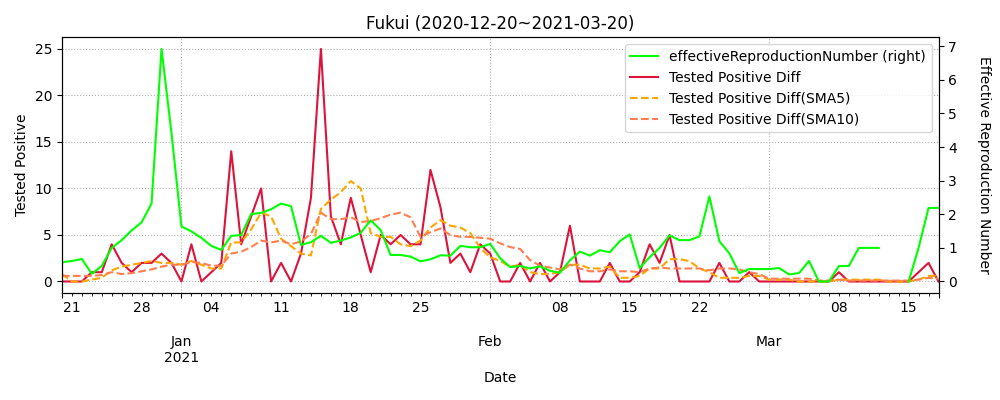 Fukui (2020-12-20~2021-03-20)
effectiveReproductionNumber (right)
Tested Positive Diff
Tested Positive Diff(SMA5)
Tested Positive Diff(SMA10)
Tested Positive
25
20
15
10
5
0
Effective Reproduction Number
7
6
5
4
3
2
1
0
21 28 04 11 18 25 08 15 22 08 15
Jan Feb Mar
2021
Date